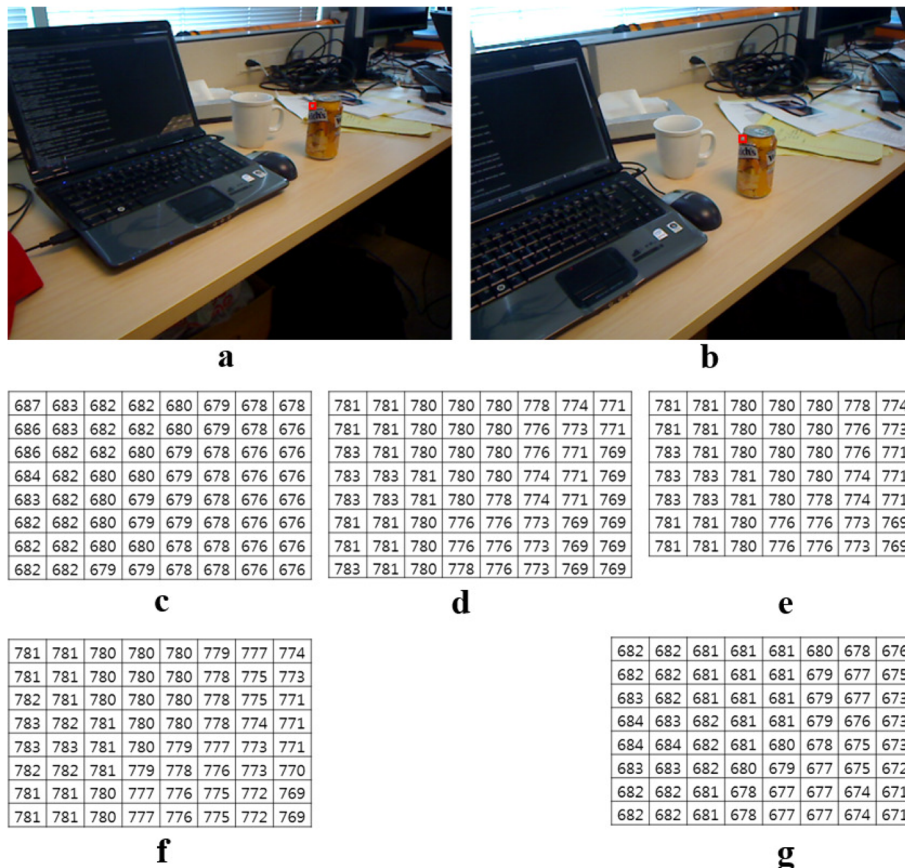 a
b
687 683 682 682 680 679 678 678
686 683 682 682 680 679 678 676
686 682 682 680 679 678 676 676
684 682 680 680 679 678 676 676
683 682 680 679 679 678 676 676
682 682 680 679 679 678 676 676
682 682 680 680 678 678 676 676
682 682 679 679 678 678 676 676
c
781 781 780 780 780 778 774 771
781 781 780 780 780 776 773 771
783 781 780 780 780 776 771 769
783 783 781 780 780 774 771 769
783 783 781 780 778 774 771 769
781 781 780 776 776 773 769 769
781 781 780 776 776 773 769 769
783 781 780 778 776 773 769 769
d
781 781 780 780 780 778 774
781 781 780 780 780 776 773
783 781 780 780 780 776 771
783 783 781 780 780 774 771
783 783 781 780 778 774 771
781 781 780 776 776 773 769
781 781 780 776 776 773 769
e
781 781 780 780 780 779 777 774
781 781 780 780 780 778 775 773
782 781 780 780 780 778 775 771
783 782 781 780 780 778 774 771
783 783 781 780 779 777 773 771
782 782 781 779 778 776 773 770
781 781 780 777 776 775 772 769
781 781 780 777 776 775 772 769
f
682 682 681 681 681 680 678 676
682 682 681 681 681 679 677 675
683 682 681 681 681 679 677 673
684 683 682 681 681 679 676 673
684 684 682 681 680 678 675 673
683 683 682 680 679 677 675 672
682 682 681 678 677 677 674 671
682 682 681 678 677 677 674 671
g